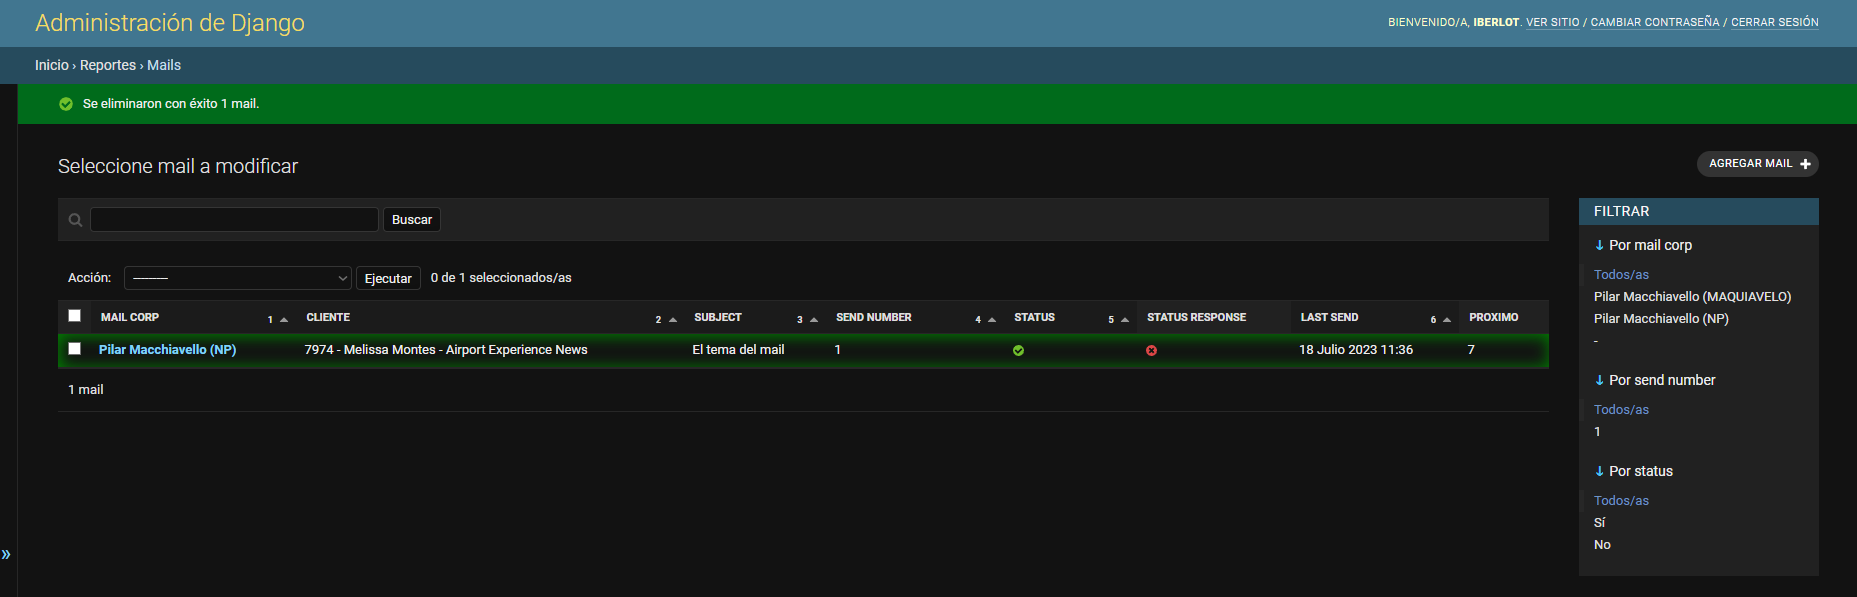 Administración de Django
BIENVENIDO/A, IBERLOT. VER SITIO / CAMBIAR CONTRASEÑA / CERRAR SESIÓN
Inicio › Reportes › Mails
Se eliminaron con éxito 1 mail.
Seleccione mail a modificar
AGREGAR MAIL
Buscar
Acción: --------- Ejecutar 0 de 1 seleccionados/as
MAIL CORP 1 CLIENTE 2 SUBJECT 3 SEND NUMBER 4 STATUS 5 STATUS RESPONSE LAST SEND 6 PROXIMO
Pilar Macchiavello (NP) 7974 - Melissa Montes - Airport Experience News El tema del mail 1 18 Julio 2023 11:36 7
1 mail
FILTRAR
↓ Por mail corp
Todos/as
Pilar Macchiavello (MAQUIAVELO)
Pilar Macchiavello (NP)
-
↓ Por send number
Todos/as
1
↓ Por status
Todos/as
Sí
No
»